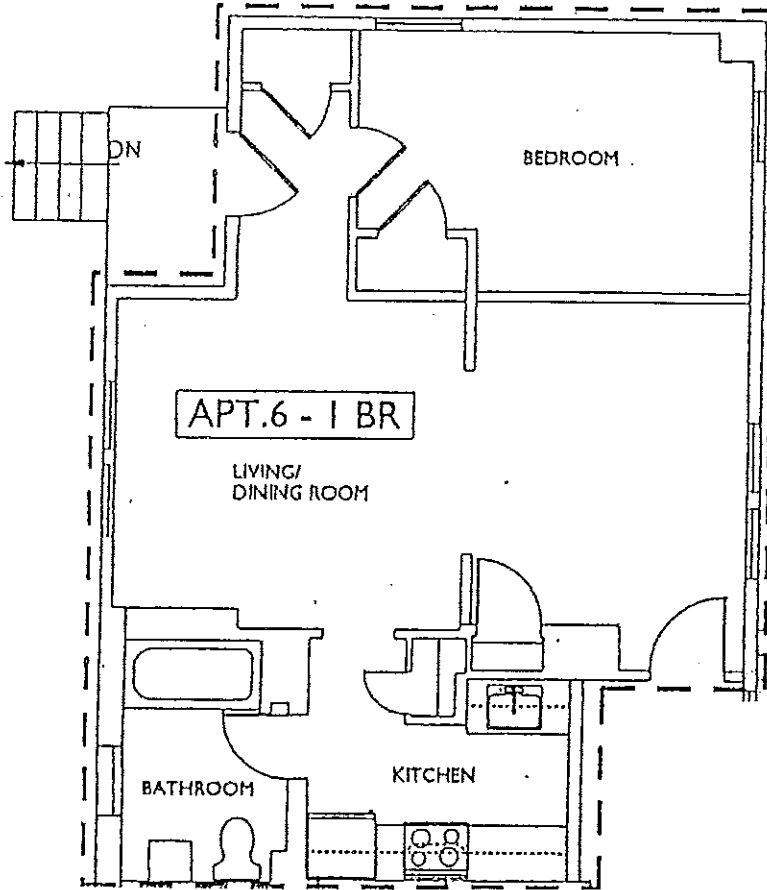 DN
BEDROOM
APT.6 - 1 BR
LIVING/
DINING ROOM
BATHROOM
KITCHEN